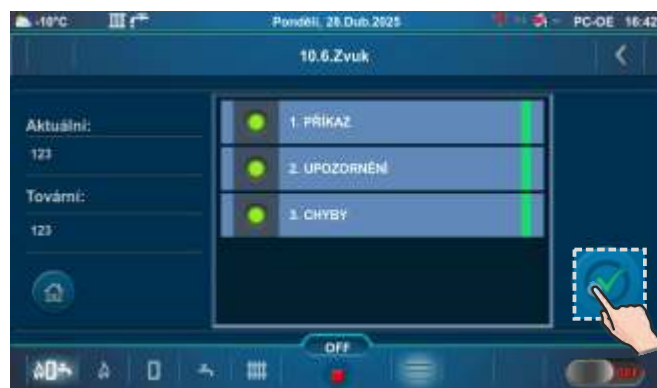 -10°C Pondělí, 28.Dub.2025 PC-OE 16:42
10.6.Zvuk
Aktuální:
123
Tovární:
123
1. PŘÍKAZ
2. UPOZORNĚNÍ
3. CHYBY
OFF
OFF